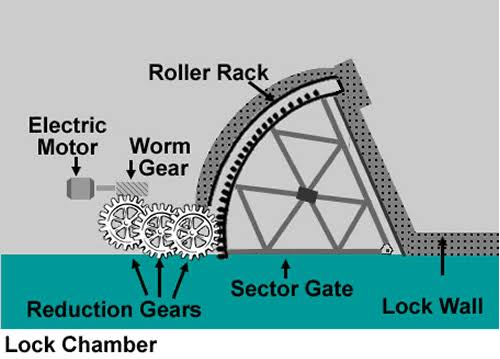 Roller Rack
Electric
Motor
Worm
Gear
Reduction Gears
Sector Gate
Lock Wall
Lock Chamber